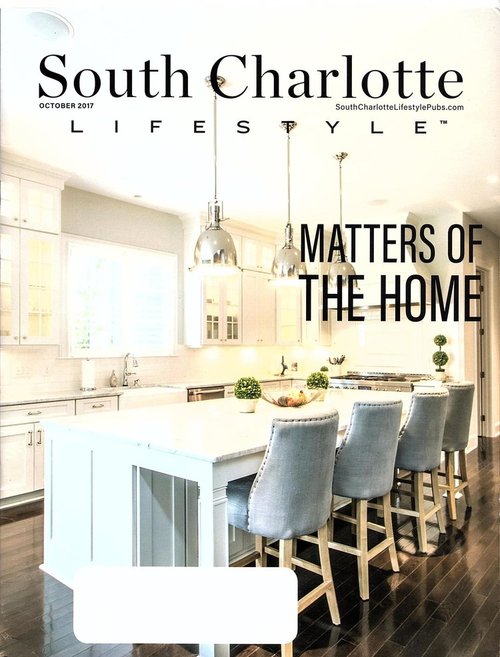 South Charlotte
OCTOBER 2017
SouthCharlotteLifestylePubs.com
LIFESTYLE™
MATTERS OF
THE HOME